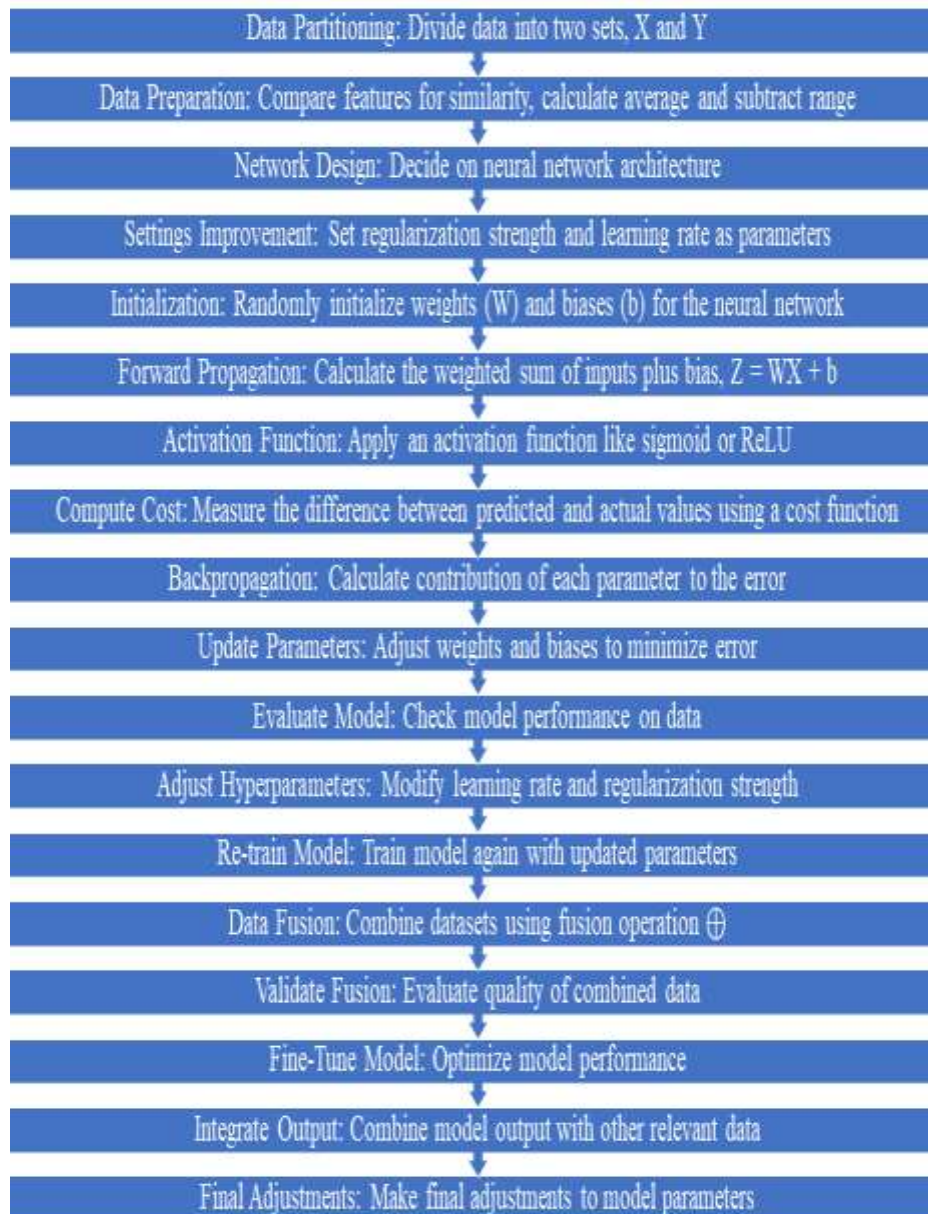 Data Partitioning: Divide data into two sets, X and Y
Data Preparation: Compare features for similarity, calculate average and subtract range
Network Design: Decide on neural network architecture
Settings Improvement: Set regularization strength and learning rate as parameters
Initialization: Randomly initialize weights (W) and biases (b) for the neural network
Forward Propagation: Calculate the weighted sum of inputs plus bias, Z = WX + b
Activation Function: Apply an activation function like sigmoid or ReLU
Compute Cost: Measure the difference between predicted and actual values using a cost function
Backpropagation: Calculate contribution of each parameter to the error
Update Parameters: Adjust weights and biases to minimize error
Evaluate Model: Check model performance on data
Adjust Hyperparameters: Modify learning rate and regularization strength
Re-train Model: Train model again with updated parameters
Data Fusion: Combine datasets using fusion operation ⊕
Validate Fusion: Evaluate quality of combined data
Fine-Tune Model: Optimize model performance
Integrate Output: Combine model output with other relevant data
Final Adjustments: Make final adjustments to model parameters